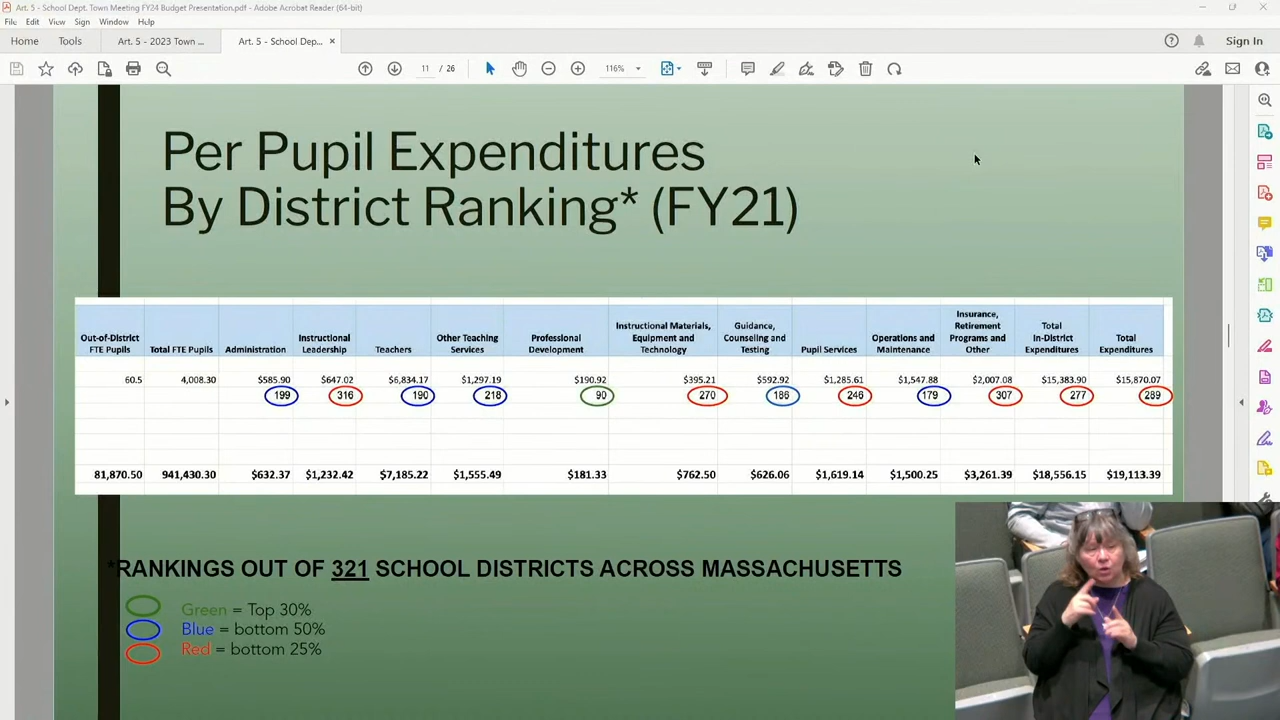 Art. 5 - School Dept. Town Meeting FY24 Budget Presentation.pdf - Adobe Acrobat Reader (64-bit)
File Edit View Sign Window Help
Home Tools Art. 5 - 2023 Town ... Art. 5 - School Dep... × Sign In
11 / 26 116%
Per Pupil Expenditures
By District Ranking* (FY21)
Out-of-District FTE Pupils Total FTE Pupils Administration Instructional Leadership Teachers Other Teaching Services Professional Development Instructional Materials, Equipment and Technology Guidance, Counseling and Testing Pupil Services Operations and Maintenance Insurance, Retirement Programs and Other Total In-District Expenditures Total Expenditures
60.5 4,008.30 $585.90 $647.02 $6,834.17 $1,297.19 $190.92 $395.21 $592.92 $1,285.61 $1,547.88 $2,007.08 $15,383.90 $15,870.07
199 316 190 218 90 270 186 246 179 307 277 289
81,870.50 941,430.30 $632.37 $1,232.42 $7,185.22 $1,555.49 $181.33 $762.50 $626.06 $1,619.14 $1,500.25 $3,261.39 $18,556.15 $19,113.39
*RANKINGS OUT OF 321 SCHOOL DISTRICTS ACROSS MASSACHUSETTS
Green = Top 30%
Blue = bottom 50%
Red = bottom 25%